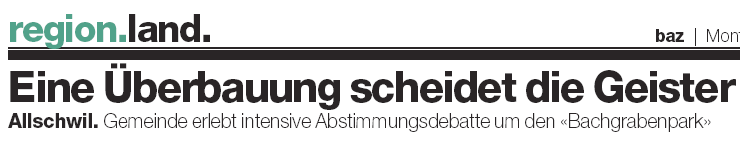 region.land.
baz |
Eine Überbauung scheidet die Geister
Allschwil. Gemeinde erlebt intensive Abstimmungsdebatte um den «Bachgrabenpark»